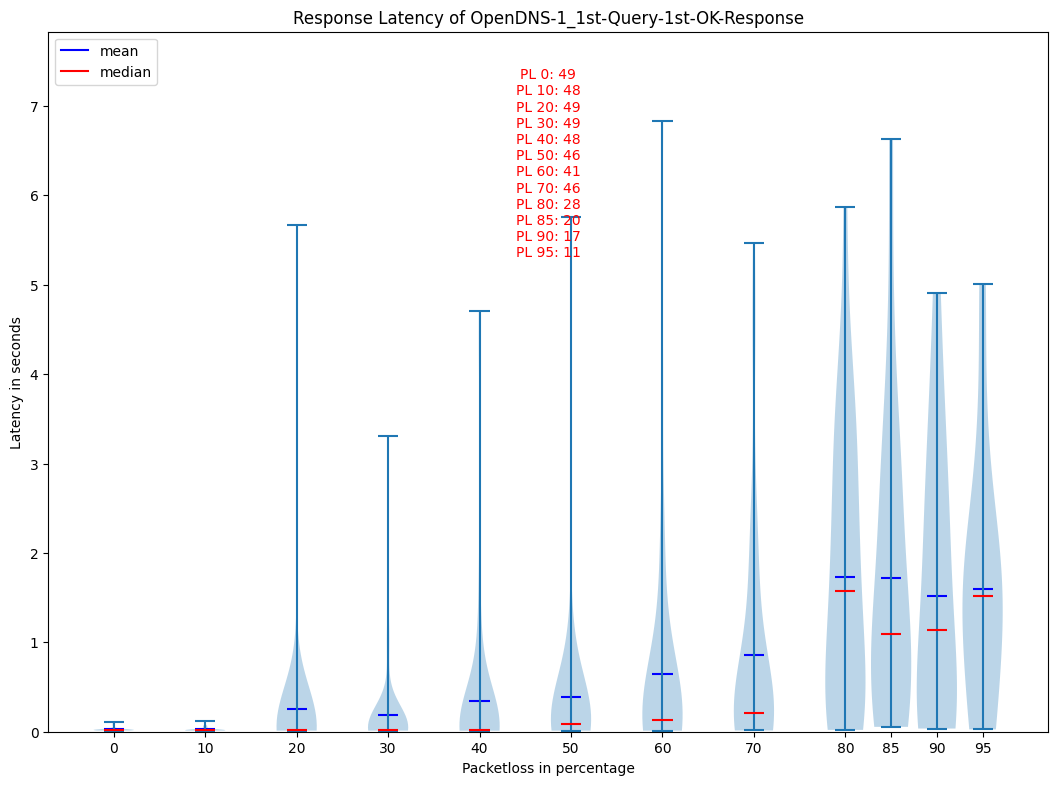 Response Latency of OpenDNS-1_1st-Query-1st-OK-Response
mean
median
PL 0: 49
PL 10: 48
PL 20: 49
PL 30: 49
PL 40: 48
PL 50: 46
PL 60: 41
PL 70: 46
PL 80: 28
PL 85: 20
PL 90: 17
PL 95: 11
7
6
5
4
3
2
1
0
Latency in seconds
0 10 20 30 40 50 60 70 80 85 90 95
Packetloss in percentage